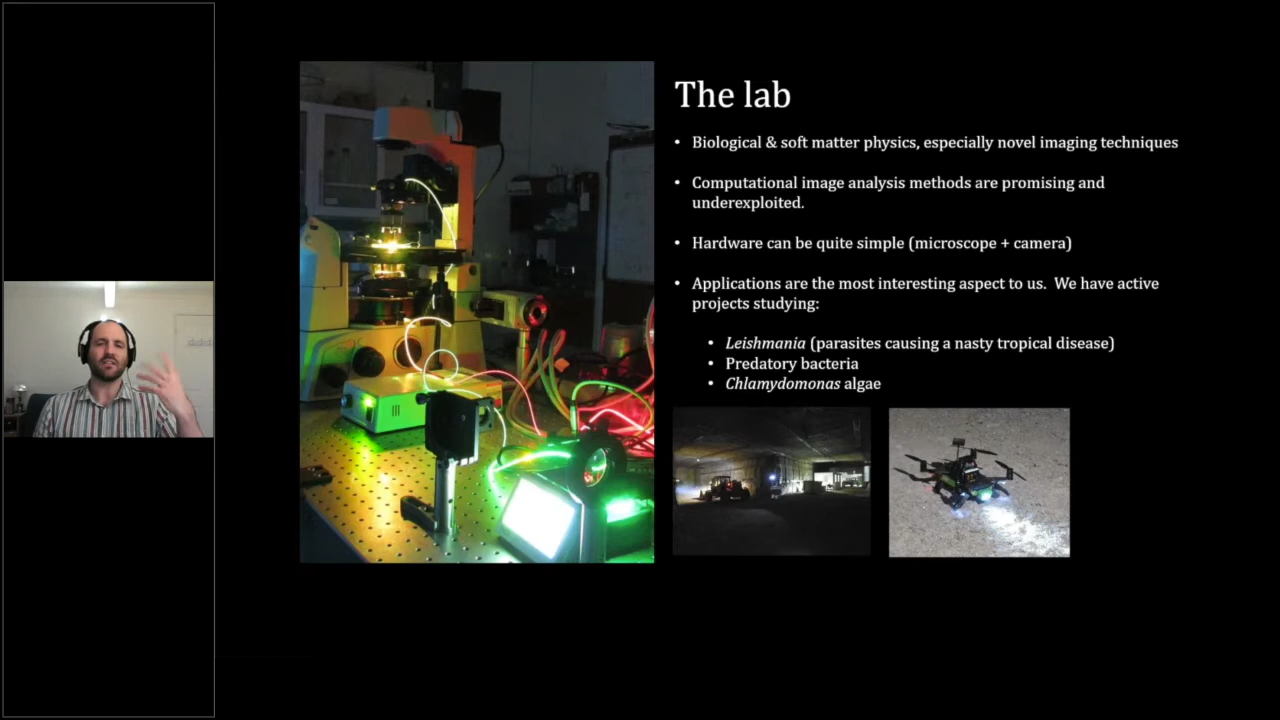 The lab
• Biological & soft matter physics, especially novel imaging techniques
• Computational image analysis methods are promising and
underexploited.
• Hardware can be quite simple (microscope + camera)
• Applications are the most interesting aspect to us. We have active
projects studying:
• Leishmania (parasites causing a nasty tropical disease)
• Predatory bacteria
• Chlamydomonas algae